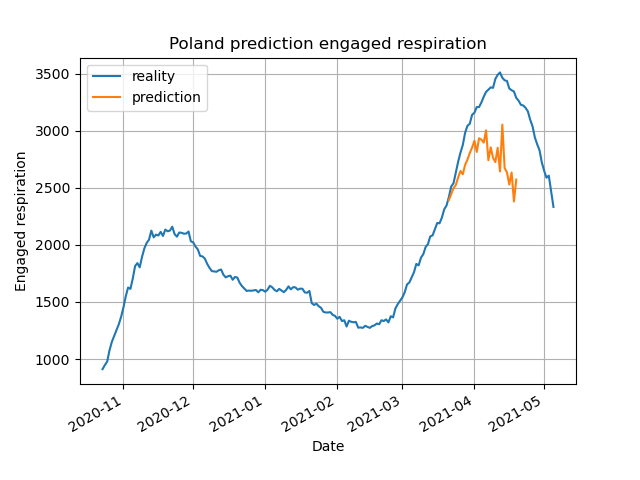 Poland prediction engaged respiration
reality
prediction
3500
3000
2500
2000
1500
1000
Engaged respiration
2020-11
2020-12
2021-01
2021-02
2021-03
2021-04
2021-05
Date